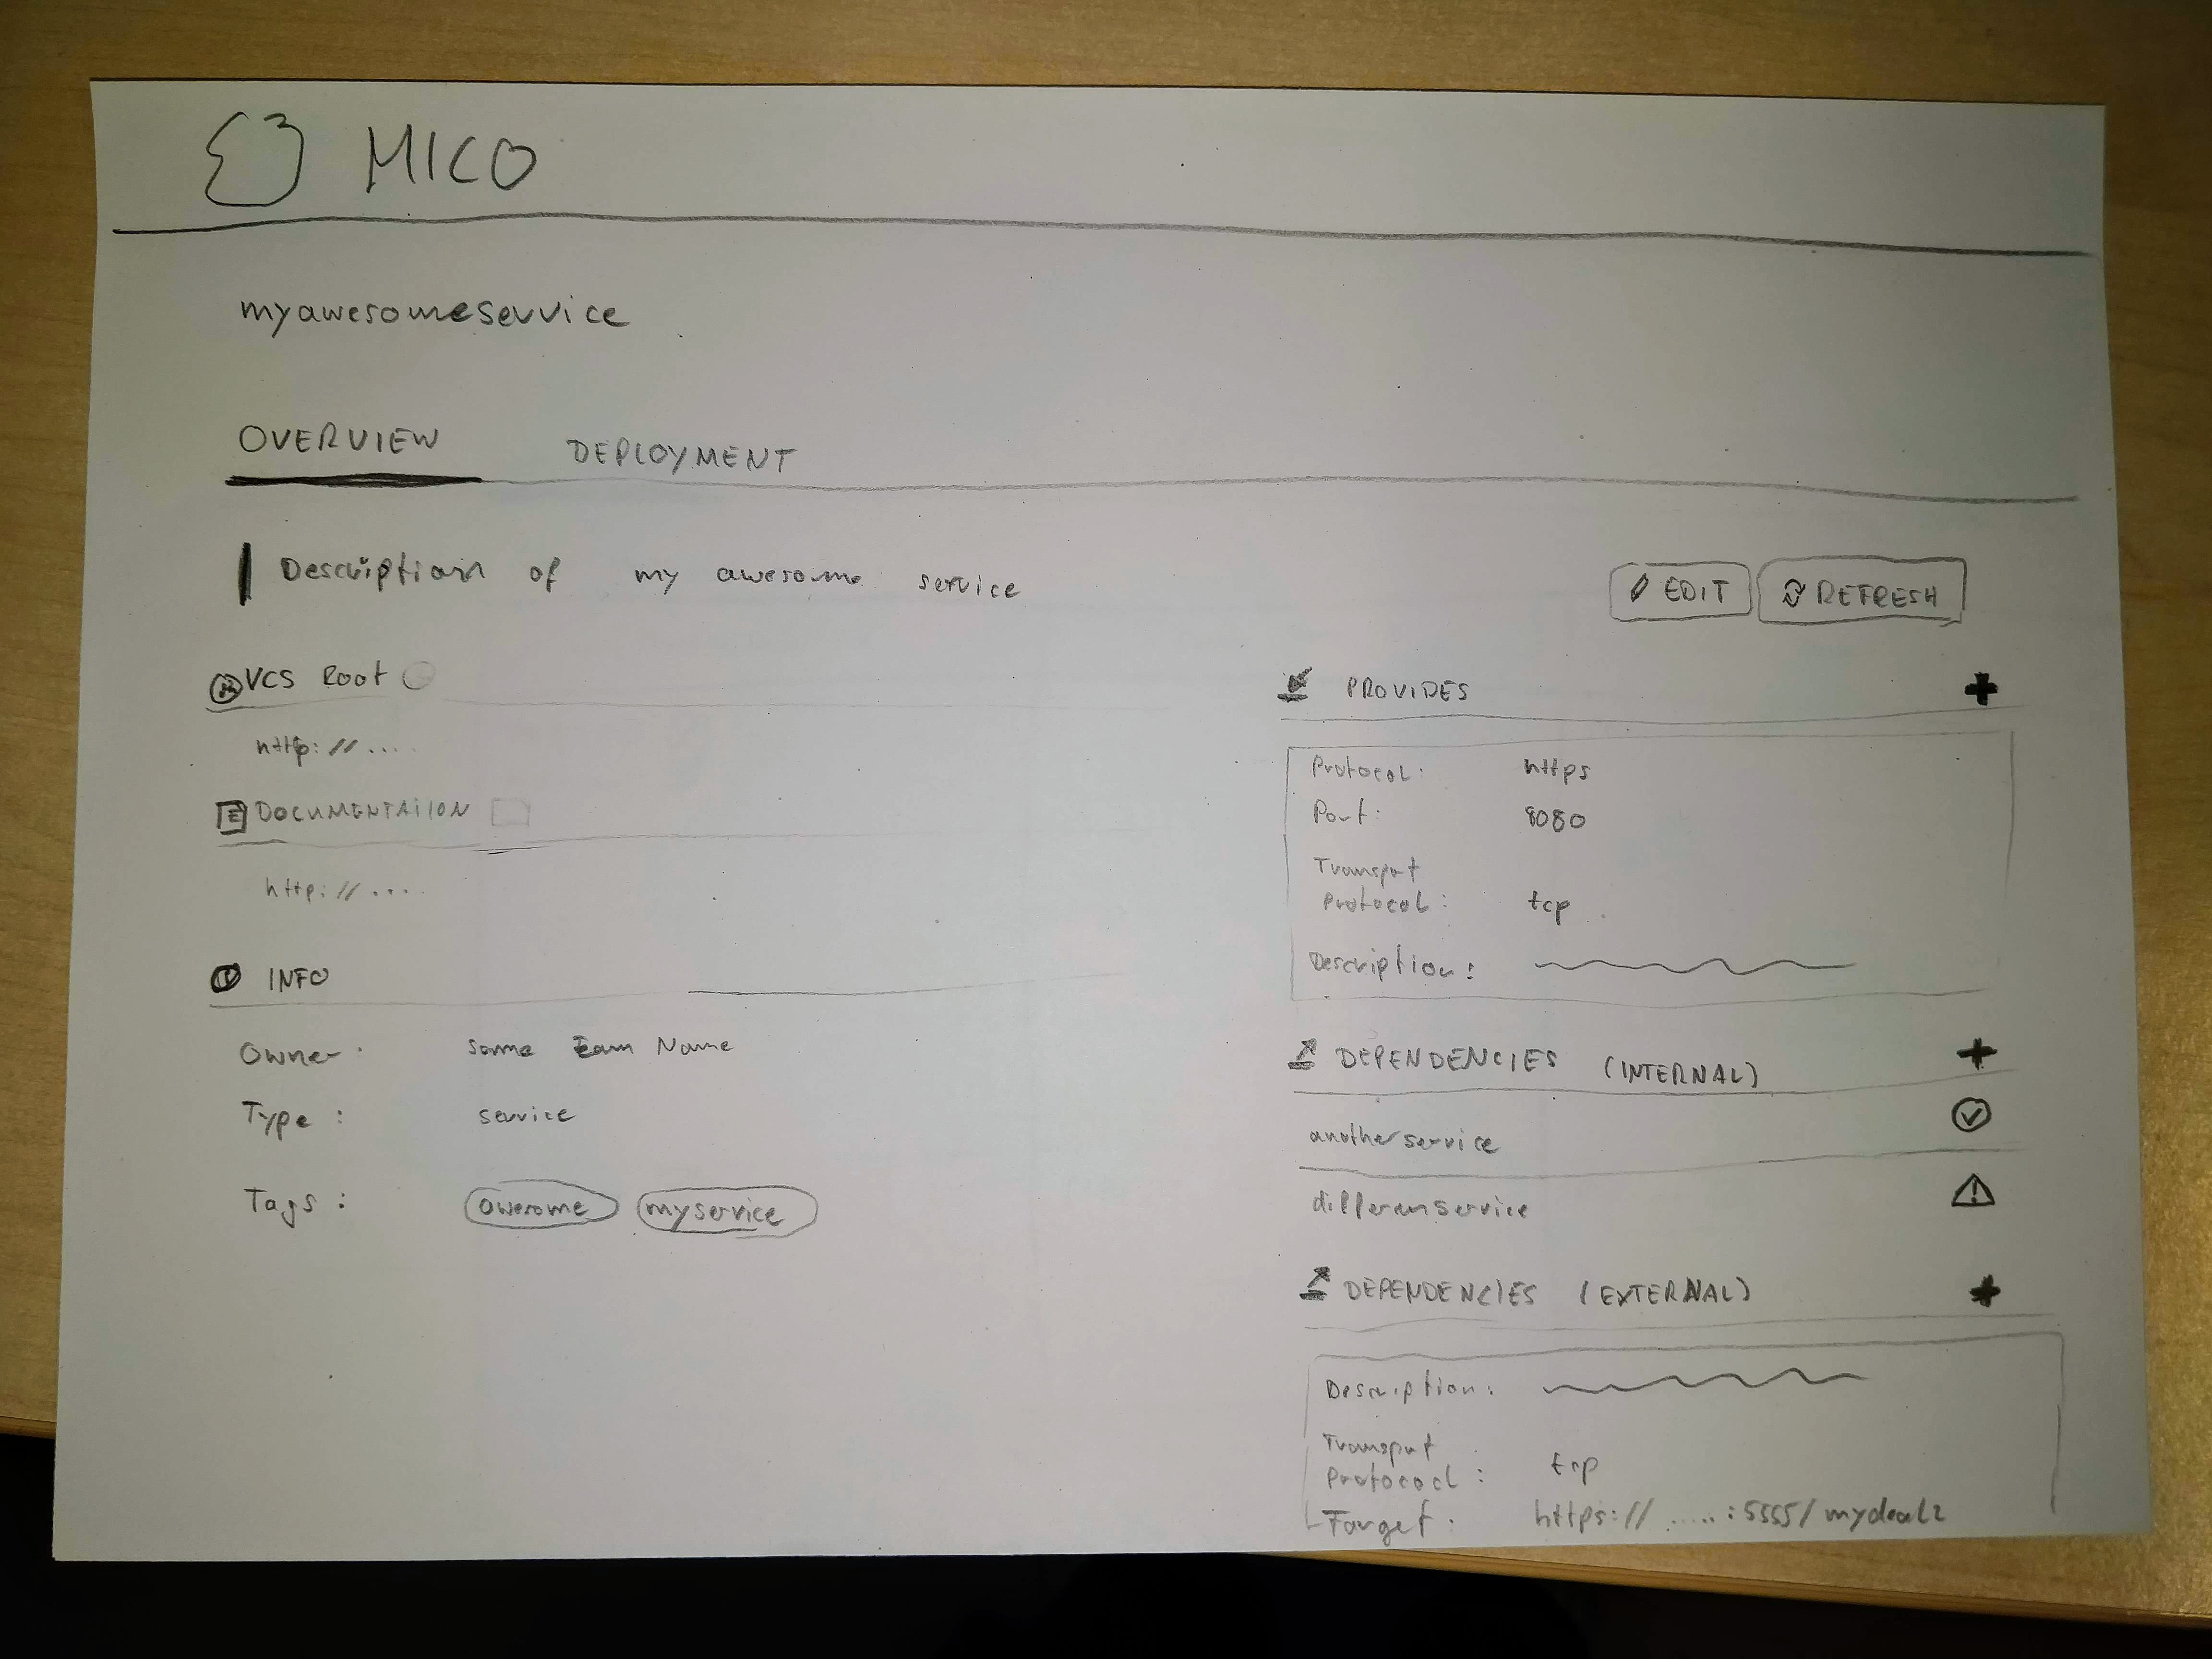 MICO
myawesomeservice
OVERVIEW DEPLOYMENT
Description of my awesome service
EDIT REFRESH
VCS Root
http://....
DOCUMENTATION
http://....
INFO
Owner: Some Team Name
Type: service
Tags: awesome myservice
PROVIDES
Protocol: https
Port: 8080
Transport
Protocol: tcp
Description:
DEPENDENCIES (INTERNAL)
anotherservice
differenservice
DEPENDENCIES (EXTERNAL)
Description:
Transport
Protocol: tcp
Target: https://.....:5555/